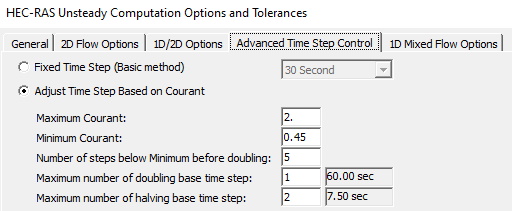 HEC-RAS Unsteady Computation Options and Tolerances
General 2D Flow Options 1D/2D Options Advanced Time Step Control 1D Mixed Flow Options
Fixed Time Step (Basic method) 30 Second
Adjust Time Step Based on Courant
Maximum Courant: 2.
Minimum Courant: 0.45
Number of steps below Minimum before doubling: 5
Maximum number of doubling base time step: 1 60.00 sec
Maximum number of halving base time step: 2 7.50 sec